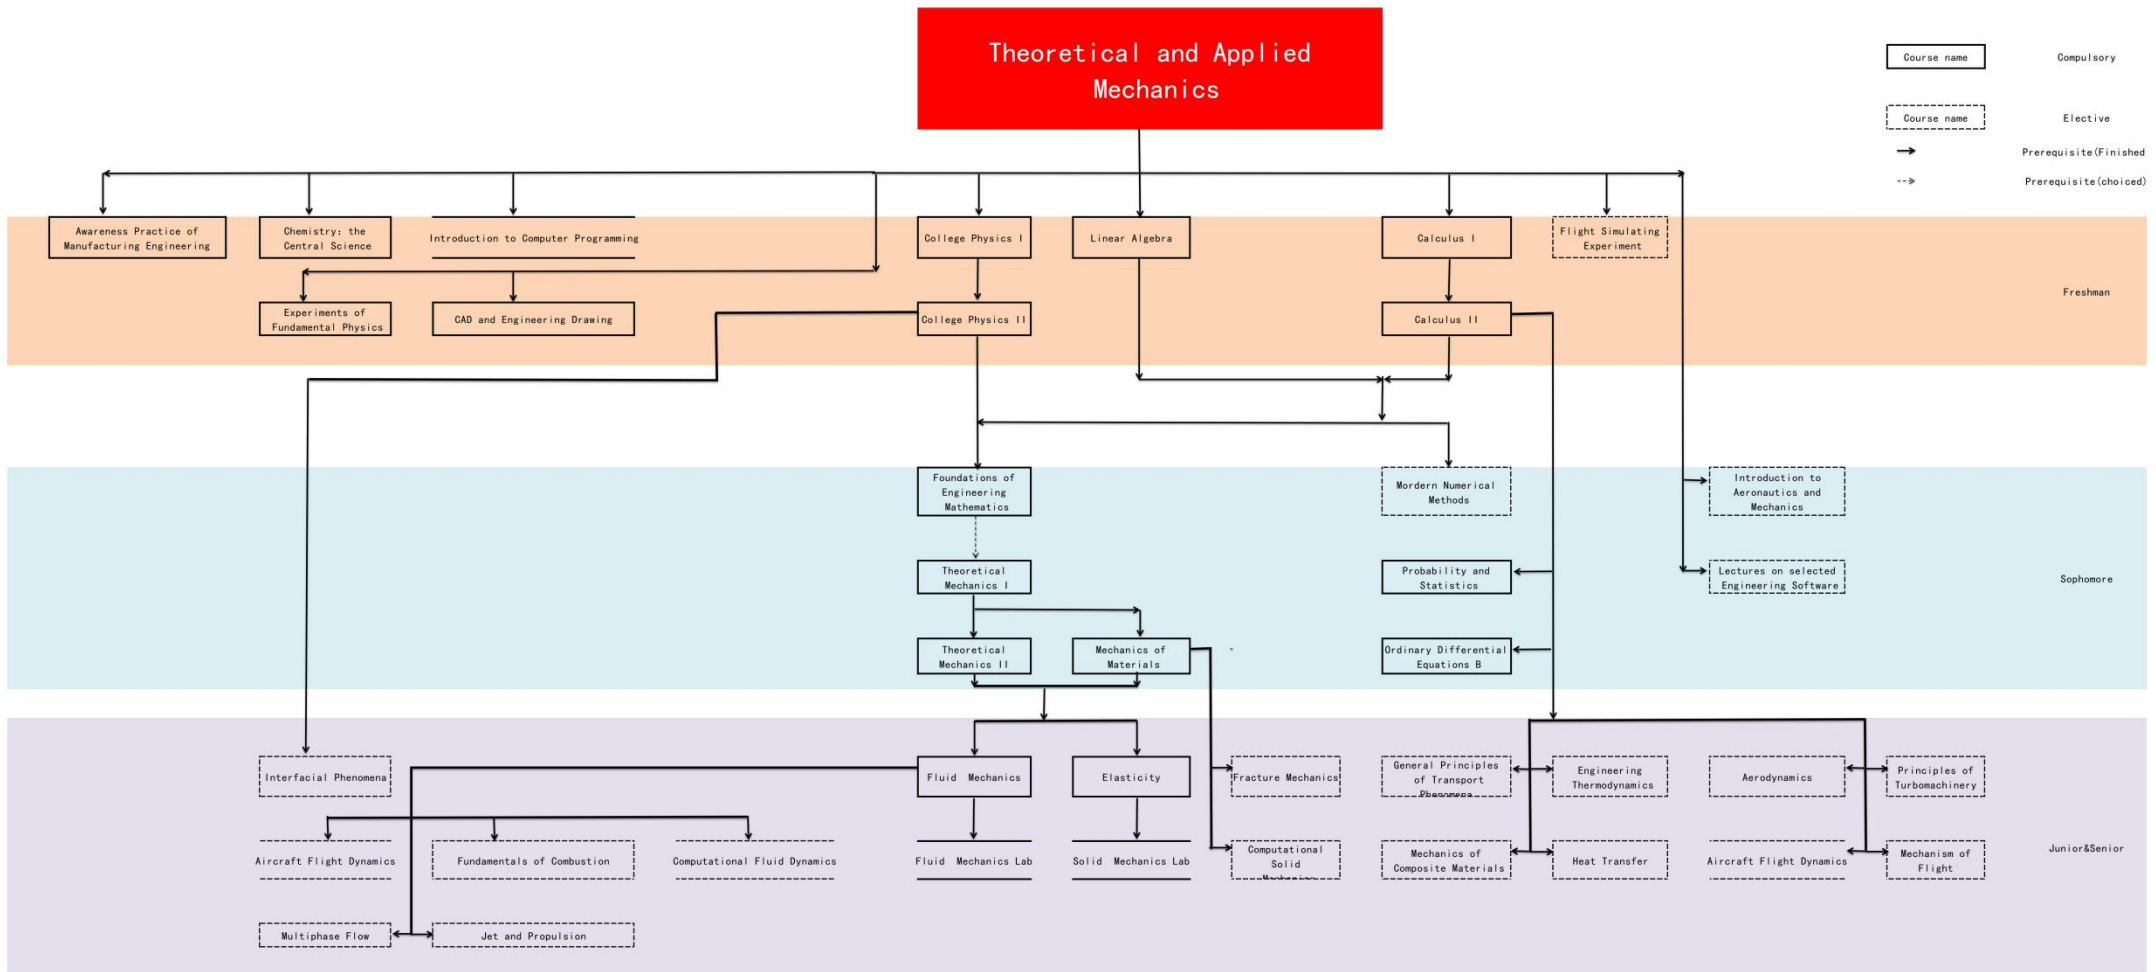 Theoretical and Applied
Mechanics
Course name
Compulsory
Course name
Elective
Prerequisite(Finished
Prerequisite(choiced)
Awareness Practice of
Manufacturing Engineering
Chemistry: the
Central Science
Introduction to Computer Programming
College Physics I
Linear Algebra
Calculus I
Flight Simulating
Experiment
Freshman
Experiments of
Fundamental Physics
CAD and Engineering Drawing
College Physics II
Calculus II
Foundations of
Engineering
Mathematics
Mordern Numerical
Methods
Introduction to
Aeronautics and
Mechanics
Theoretical
Mechanics I
Probability and
Statistics
Lectures on selected
Engineering Software
Sophomore
Theoretical
Mechanics II
Mechanics of
Materials
-
Ordinary Differential
Equations B
Interfacial Phenomena
Fluid Mechanics
Elasticity
Fracture Mechanics
General Principles
of Transport
Phenomena
Engineering
Thermodynamics
Aerodynamics
Principles of
Turbomachinery
Aircraft Flight Dynamics
Fundamentals of Combustion
Computational Fluid Dynamics
Fluid Mechanics Lab
Solid Mechanics Lab
Computational
Solid
Mechanics
Mechanics of
Composite Materials
Heat Transfer
Aircraft Flight Dynamics
Mechanism of
Flight
Junior&Senior
Multiphase Flow
Jet and Propulsion